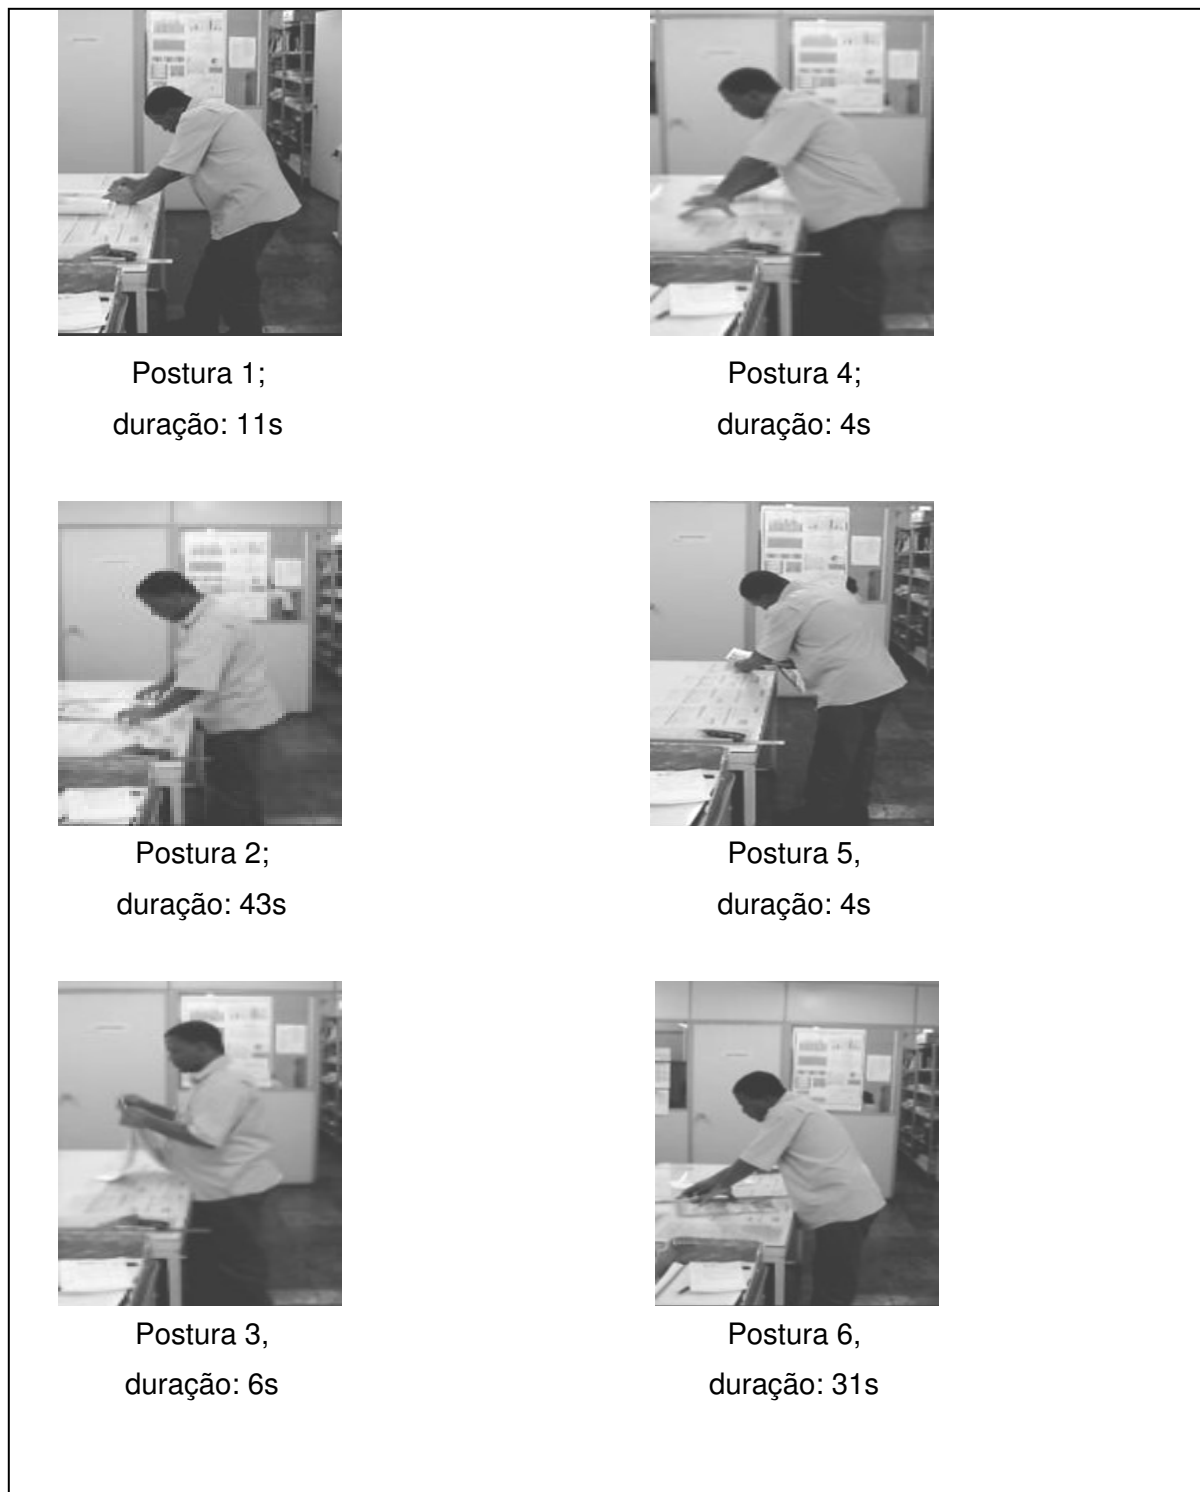 Postura 1;
duração: 11s
Postura 4;
duração: 4s
Postura 2;
duração: 43s
Postura 5,
duração: 4s
Postura 3,
duração: 6s
Postura 6,
duração: 31s